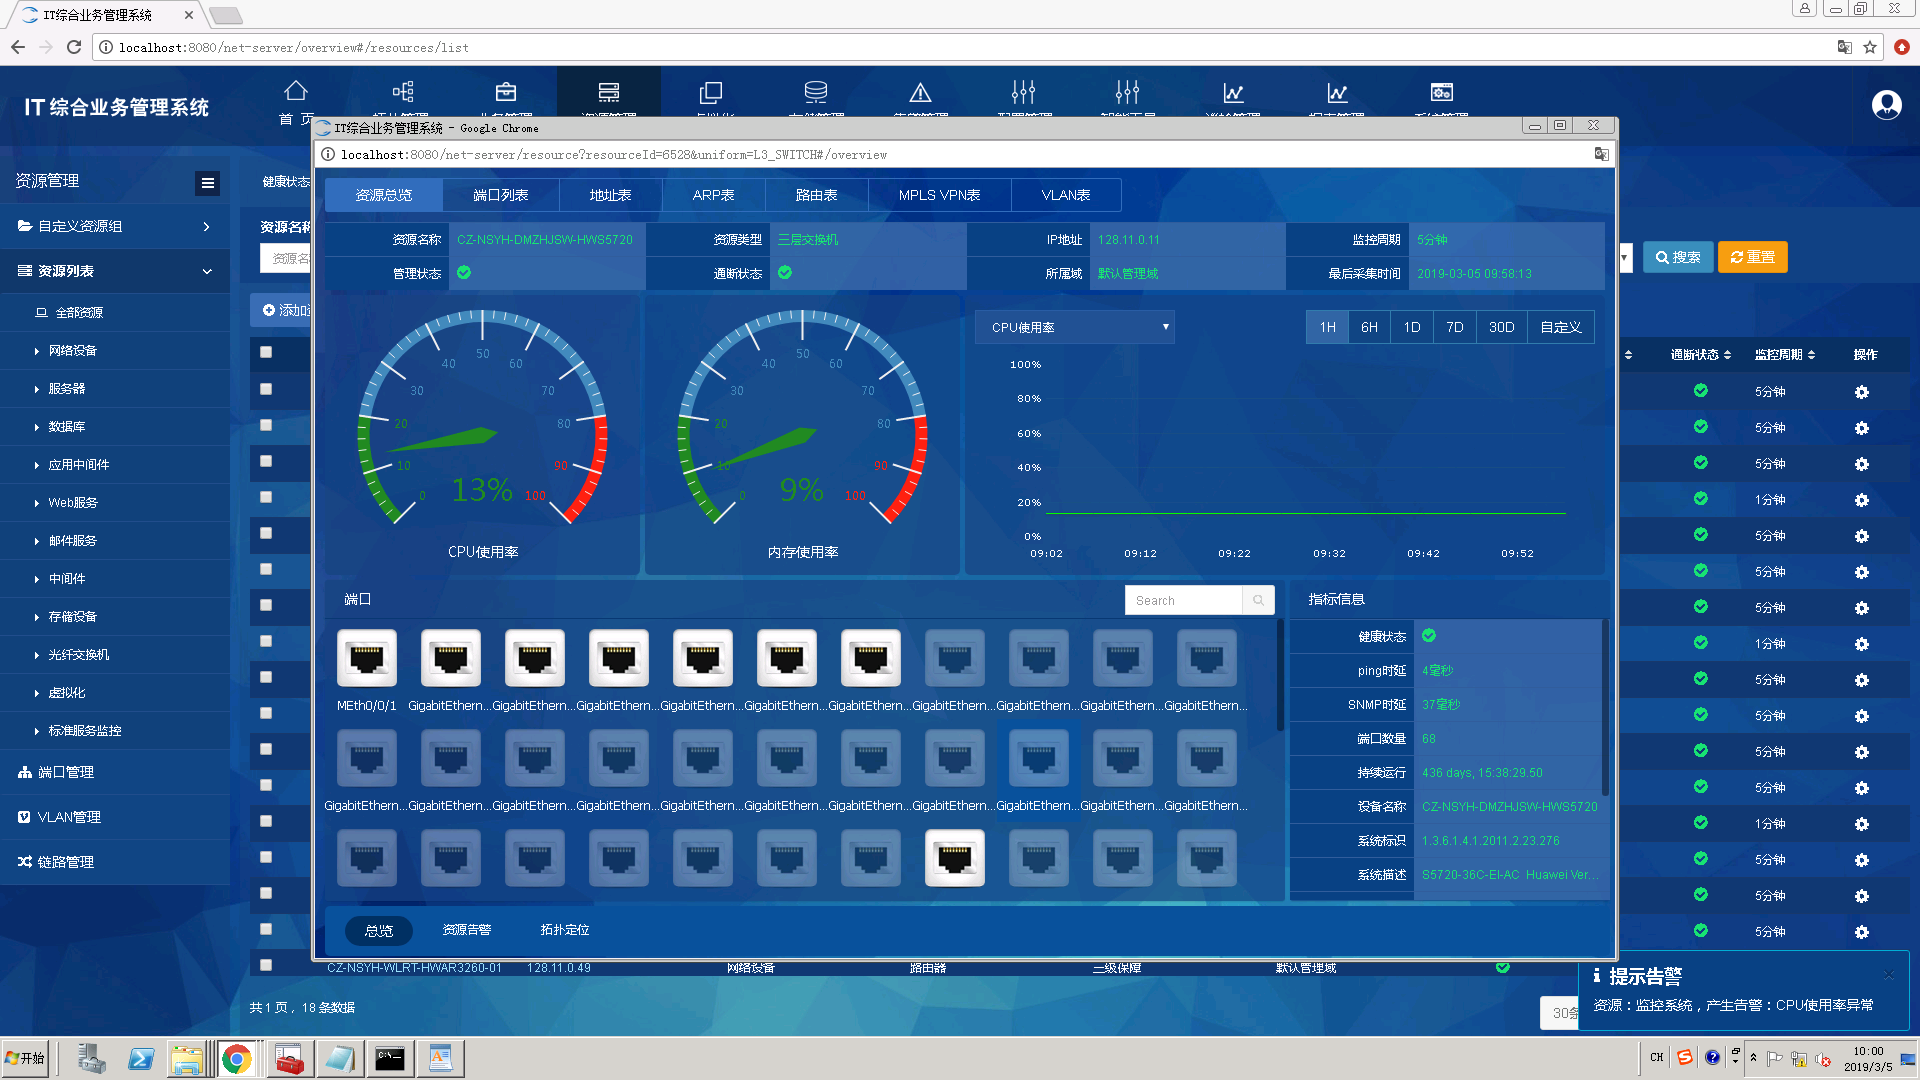 IT综合业务管理系统
localhost:8080/net-server/overview#/resources/list
IT 综合业务管理系统
首 页
IT综合业务管理系统 - Google Chrome
localhost:8080/net-server/resource?resourceId=6528&uniform=L3_SWITCH#/overview
资源管理
自定义资源组
资源列表
全部资源
网络设备
服务器
数据库
应用中间件
Web服务
邮件服务
中间件
存储设备
光纤交换机
虚拟化
标准服务监控
端口管理
VLAN管理
链路管理
健康状态
资源名称
添加
搜索
重置
资源总览 端口列表 地址表 ARP表 路由表 MPLS VPN表 VLAN表
资源名称 CZ-NSYH-DMZHJSW-HWS5720 资源类型 三层交换机 IP地址 128.11.0.11 监控周期 5分钟
管理状态 通断状态 所属域 默认管理域 最后采集时间 2019-03-05 09:58:13
0 10 20 30 40 50 60 70 80 90 100
13%
CPU使用率
0 10 20 30 40 50 60 70 80 90 100
9%
内存使用率
CPU使用率
1H 6H 1D 7D 30D 自定义
100%
80%
60%
40%
20%
0%
09:02 09:12 09:22 09:32 09:42 09:52
端口
Search
MEth0/0/1 GigabitEthern... GigabitEthern... GigabitEthern... GigabitEthern... GigabitEthern... GigabitEthern... GigabitEthern... GigabitEthern... GigabitEthern... GigabitEthern...
GigabitEthern... GigabitEthern... GigabitEthern... GigabitEthern... GigabitEthern... GigabitEthern... GigabitEthern... GigabitEthern... GigabitEthern... GigabitEthern... GigabitEthern...
指标信息
健康状态
ping时延 4毫秒
SNMP时延 37毫秒
端口数量 68
持续运行 436 days, 15:38:29.50
设备名称 CZ-NSYH-DMZHJSW-HWS5720
系统标识 1.3.6.1.4.1.2011.2.23.276
系统描述 S5720-36C-EI-AC Huawei Ver...
总览 资源告警 拓扑定位
通断状态 监控周期 操作
5分钟
5分钟
5分钟
1分钟
5分钟
5分钟
5分钟
1分钟
5分钟
5分钟
5分钟
5分钟
1分钟
5分钟
5分钟
5分钟
CZ-NSYH-WLRT-HWAR3260-01 128.11.0.49 网络设备 路由器 三级保障 默认管理域
共 1 页，18 条数据
30条
提示告警
资源：监控系统，产生告警：CPU使用率异常
开始
CH
10:00
2019/3/5